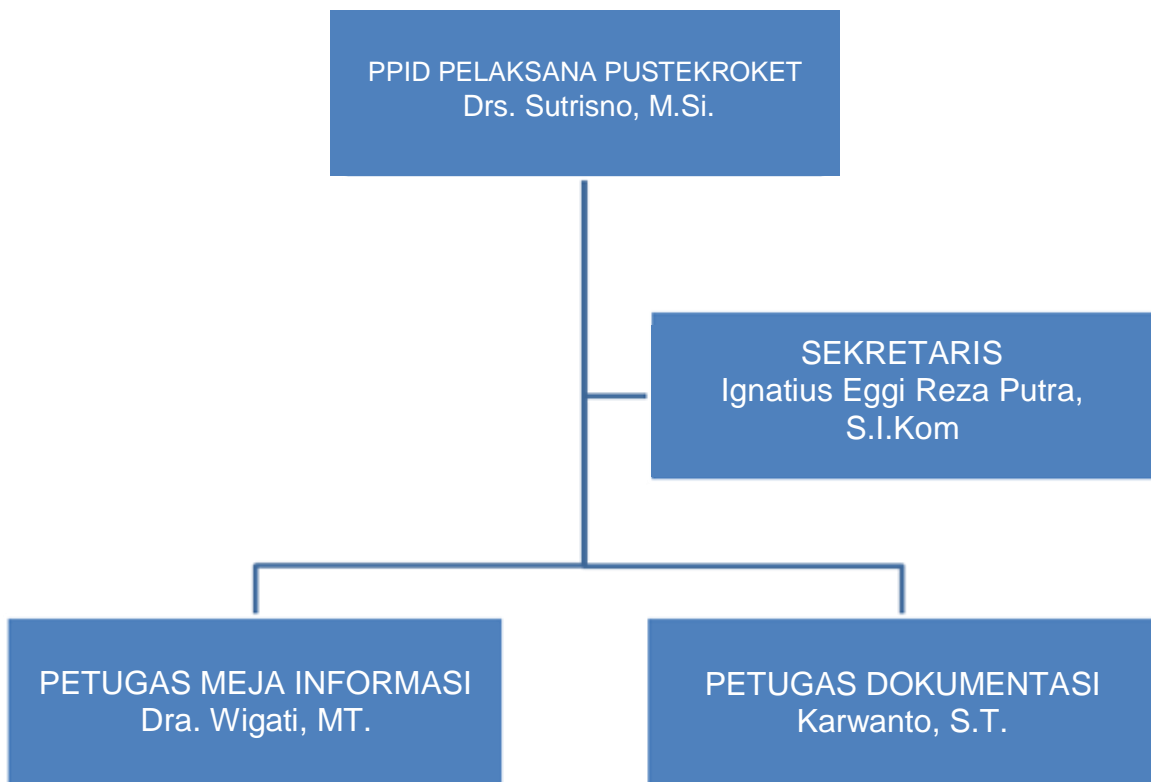 PPID PELAKSANA PUSTEKROKET
Drs. Sutrisno, M.Si.
SEKRETARIS
Ignatius Eggi Reza Putra,
S.I.Kom
PETUGAS MEJA INFORMASI
Dra. Wigati, MT.
PETUGAS DOKUMENTASI
Karwanto, S.T.